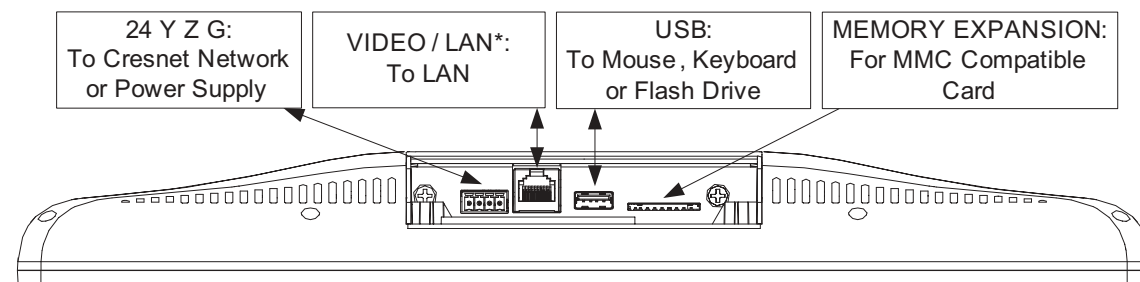 24 Y Z G:
To Cresnet Network
or Power Supply
VIDEO / LAN*:
To LAN
USB:
To Mouse, Keyboard
or Flash Drive
MEMORY EXPANSION:
For MMC Compatible
Card